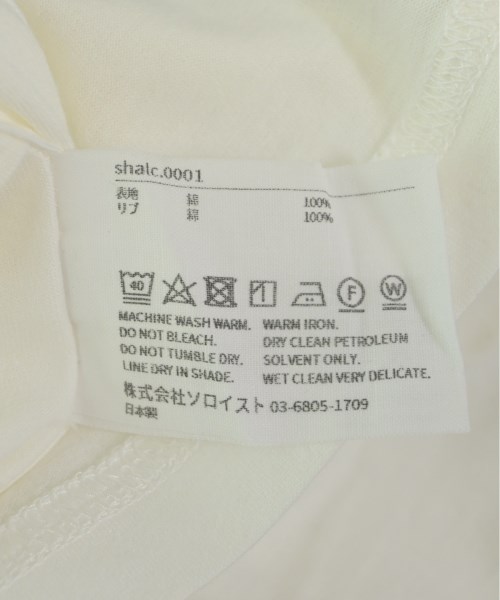 shalc.0001
表地 綿 100%
リブ 綿 100%
40 F W
MACHINE WASH WARM. WARM IRON.
DO NOT BLEACH. DRY CLEAN PETROLEUM
DO NOT TUMBLE DRY. SOLVENT ONLY.
LINE DRY IN SHADE. WET CLEAN VERY DELICATE.
株式会社ソロイスト 03-6805-1709
日本製